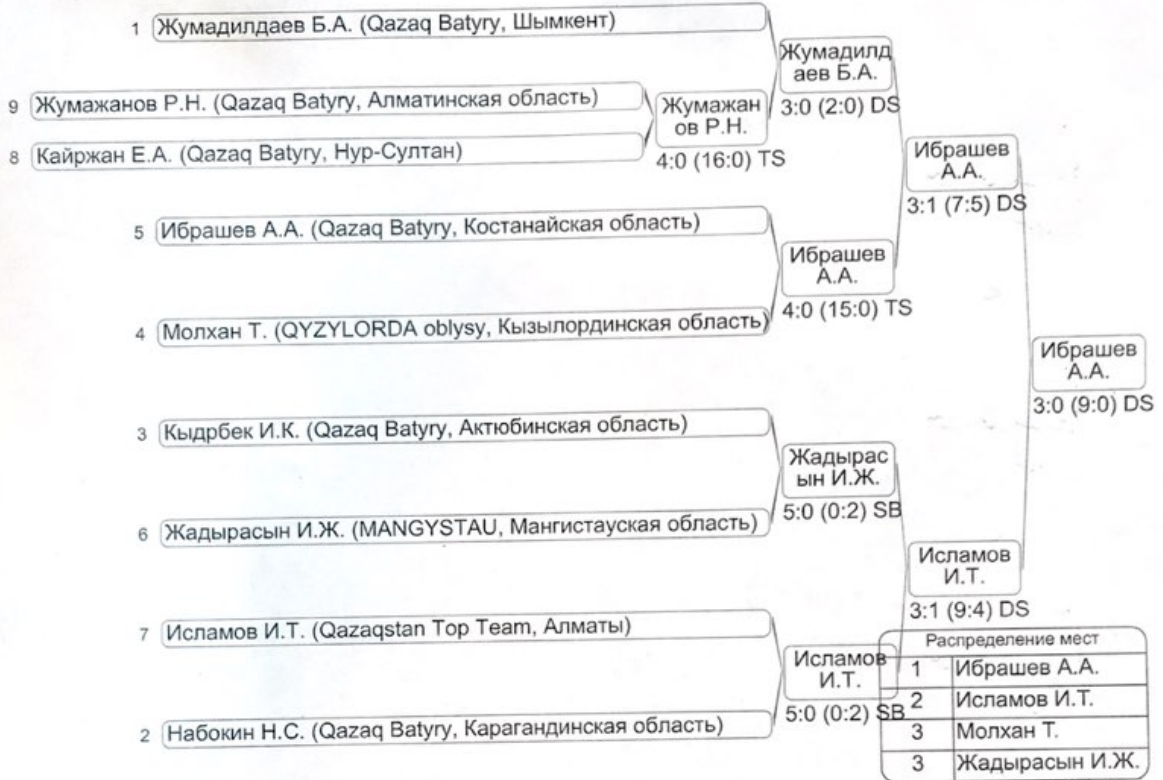 1 Жумадилдаев Б.А. (Qazaq Batyry, Шымкент)
Жумадилд
аев Б.А.
3:0 (2:0) DS
9 Жумажанов Р.Н. (Qazaq Batyry, Алматинская область)
Жумажан
ов Р.Н.
4:0 (16:0) TS
8 Кайржан Е.А. (Qazaq Batyry, Нур-Султан)
Ибрашев
А.А.
3:1 (7:5) DS
5 Ибрашев А.А. (Qazaq Batyry, Костанайская область)
Ибрашев
А.А.
4:0 (15:0) TS
4 Молхан Т. (QYZYLORDA oblysy, Кызылординская область)
Ибрашев
А.А.
3:0 (9:0) DS
3 Кыдрбек И.К. (Qazaq Batyry, Актюбинская область)
Жадырас
ын И.Ж.
5:0 (0:2) SB
6 Жадырасын И.Ж. (MANGYSTAU, Мангистауская область)
Исламов
И.Т.
3:1 (9:4) DS
7 Исламов И.Т. (Qazaqstan Top Team, Алматы)
Исламов
И.Т.
5:0 (0:2) SB
2 Набокин Н.С. (Qazaq Batyry, Карагандинская область)
Распределение мест
1 Ибрашев А.А.
2 Исламов И.Т.
3 Молхан Т.
3 Жадырасын И.Ж.